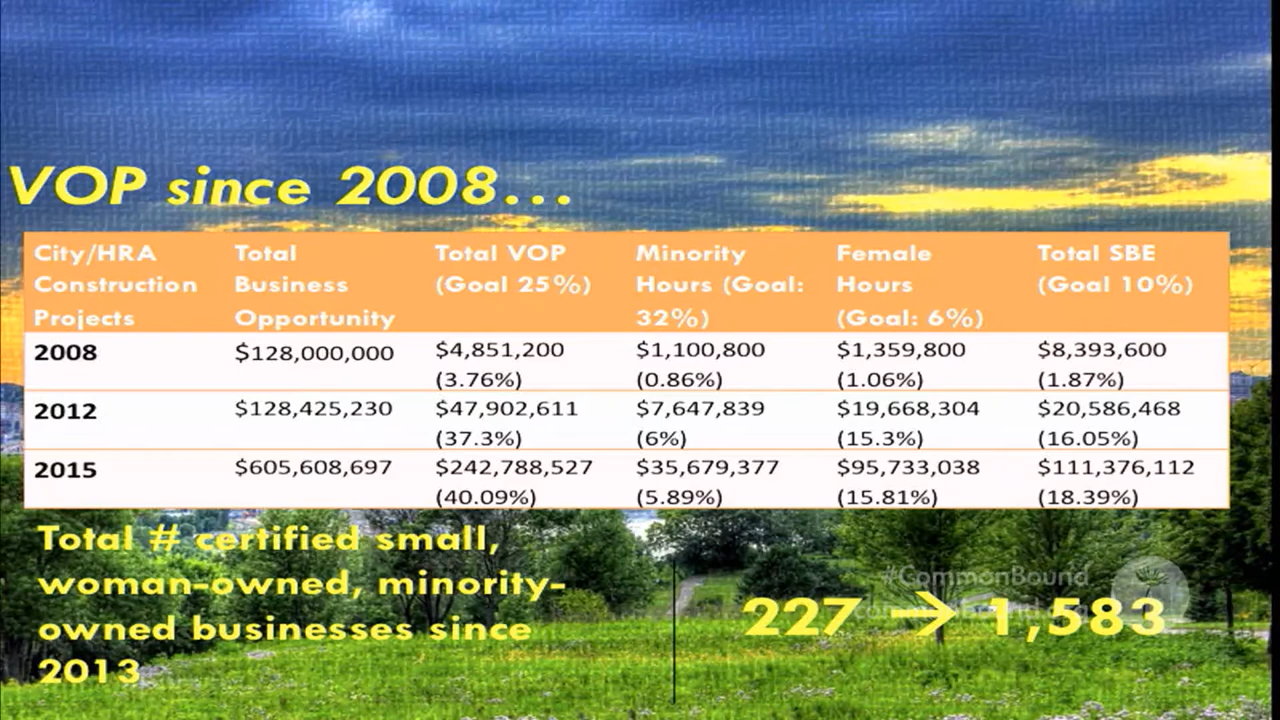 VOP since 2008...
City/HRA Construction Projects Total Business Opportunity Total VOP (Goal 25%) Minority Hours (Goal: 32%) Female Hours (Goal: 6%) Total SBE (Goal 10%)
2008 $128,000,000 $4,851,200 (3.76%) $1,100,800 (0.86%) $1,359,800 (1.06%) $8,393,600 (1.87%)
2012 $128,425,230 $47,902,611 (37.3%) $7,647,839 (6%) $19,668,304 (15.3%) $20,586,468 (16.05%)
2015 $605,608,697 $242,788,527 (40.09%) $35,679,377 (5.89%) $95,733,038 (15.81%) $111,376,112 (18.39%)
Total # certified small,
woman-owned, minority-
owned businesses since
2013
#CommonBound
227 → 1,583